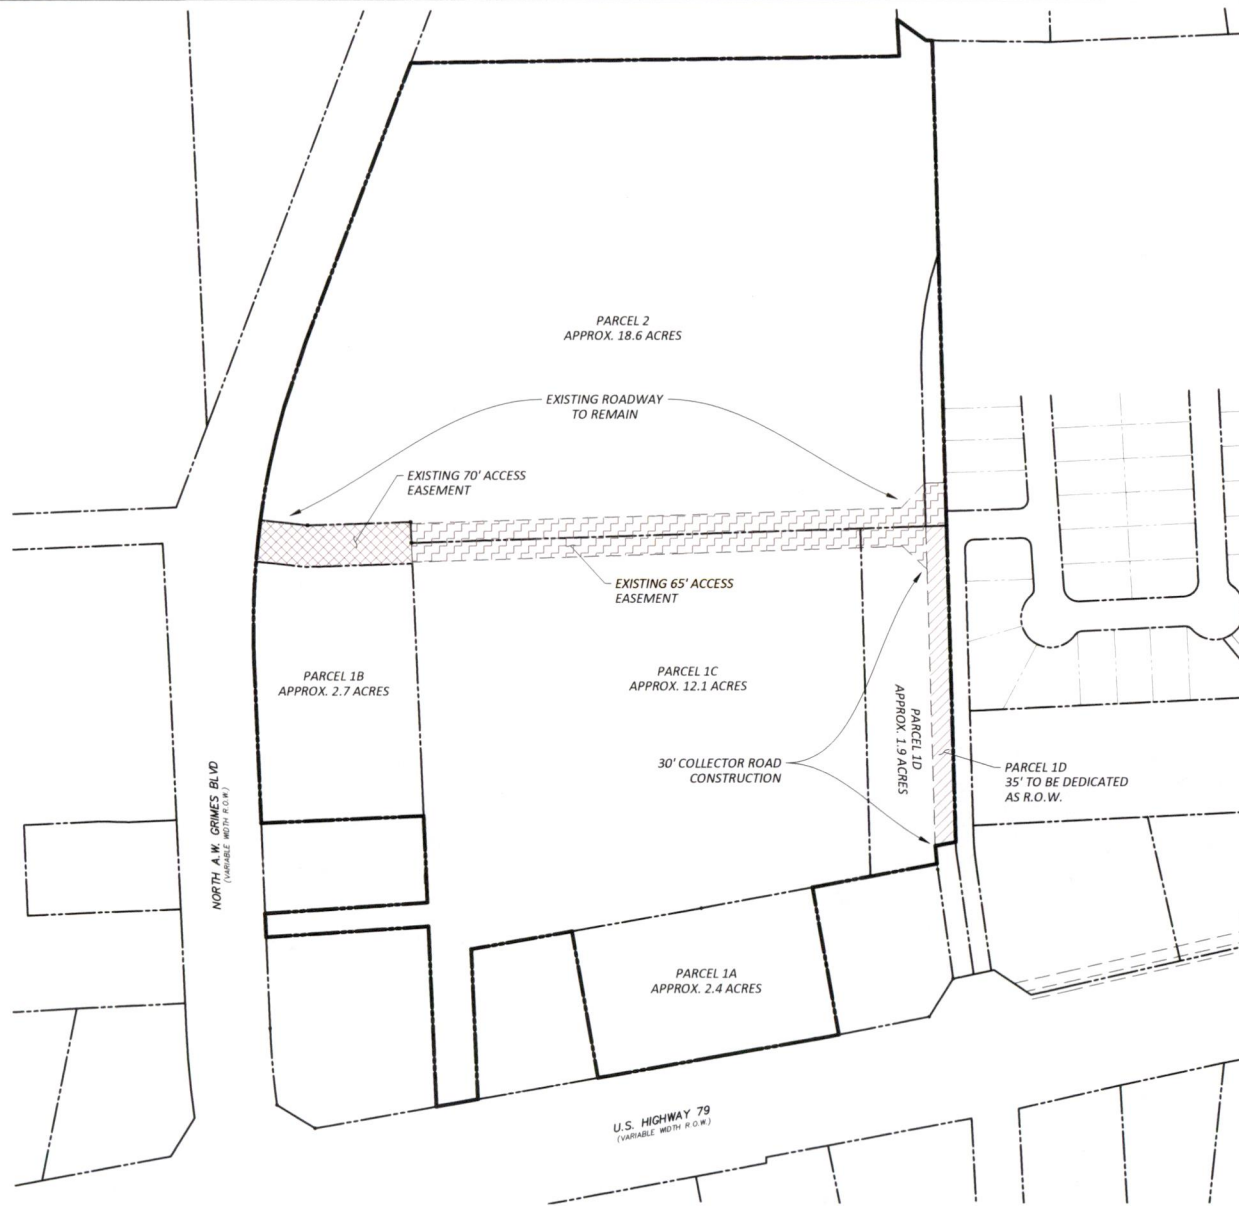 PARCEL 2
APPROX. 18.6 ACRES
EXISTING ROADWAY
TO REMAIN
EXISTING 70' ACCESS
EASEMENT
EXISTING 65' ACCESS
EASEMENT
PARCEL 1B
APPROX. 2.7 ACRES
PARCEL 1C
APPROX. 12.1 ACRES
PARCEL 1D
APPROX. 1.9 ACRES
30' COLLECTOR ROAD
CONSTRUCTION
PARCEL 1D
35' TO BE DEDICATED
AS R.O.W.
NORTH A.W. GRIMES BLVD
(VARIABLE WIDTH R.O.W.)
PARCEL 1A
APPROX. 2.4 ACRES
U.S. HIGHWAY 79
(VARIABLE WIDTH R.O.W.)